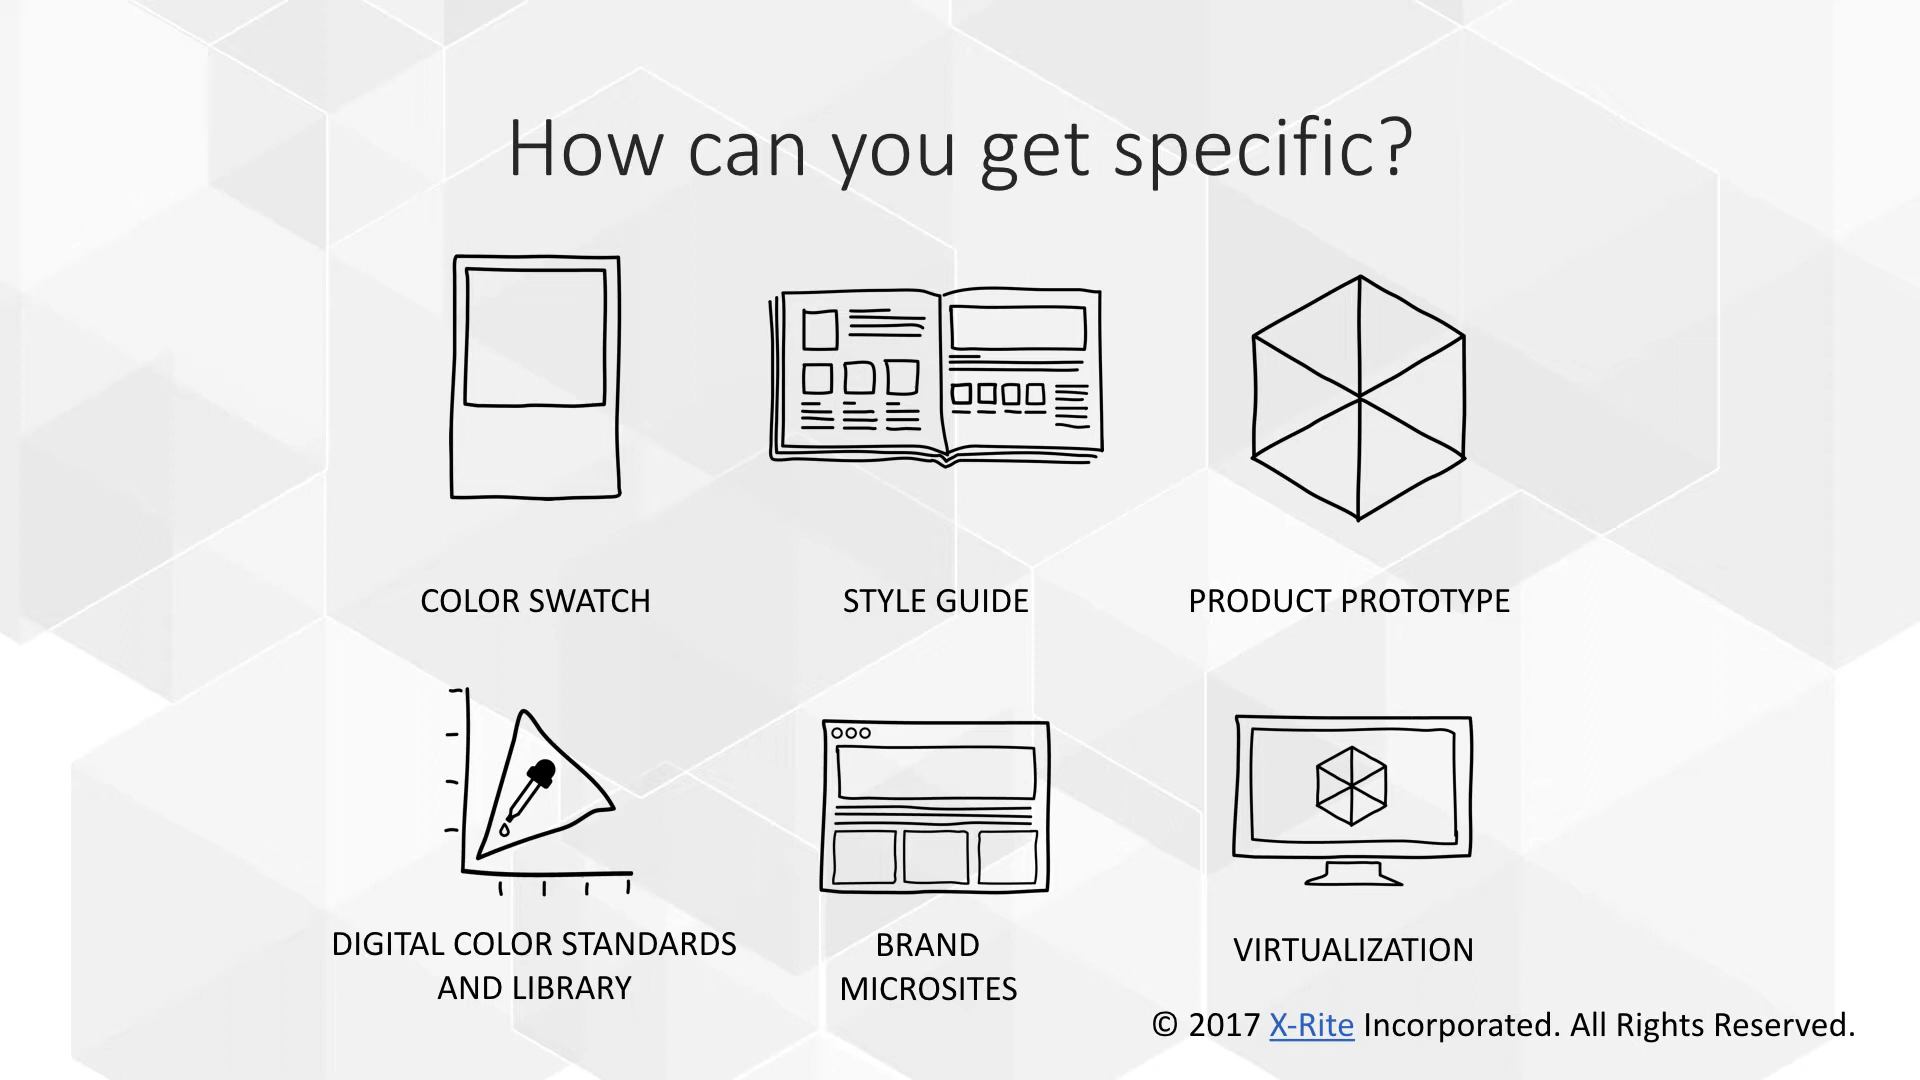 How can you get specific?
COLOR SWATCH
STYLE GUIDE
PRODUCT PROTOTYPE
DIGITAL COLOR STANDARDS
AND LIBRARY
BRAND
MICROSITES
VIRTUALIZATION
© 2017 X-Rite Incorporated. All Rights Reserved.